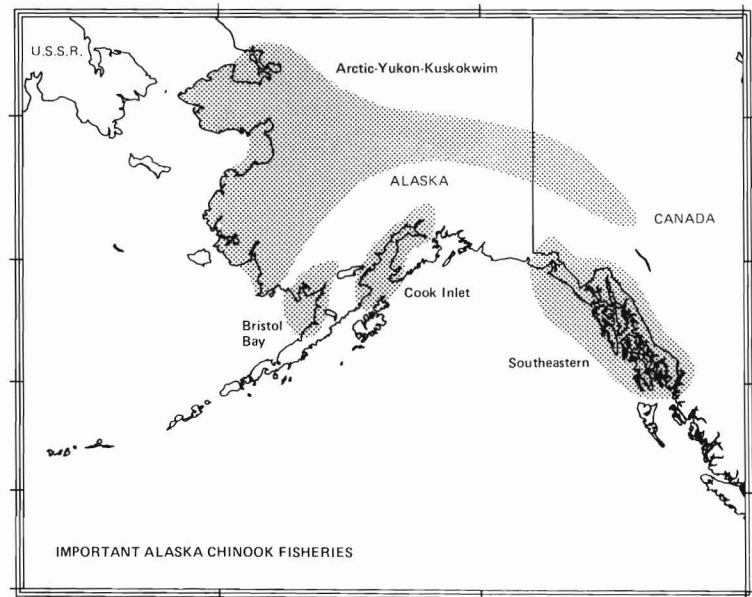 U.S.S.R.
Arctic-Yukon-Kuskokwim
ALASKA
CANADA
Cook Inlet
Bristol
Bay
Southeastern
IMPORTANT ALASKA CHINOOK FISHERIES